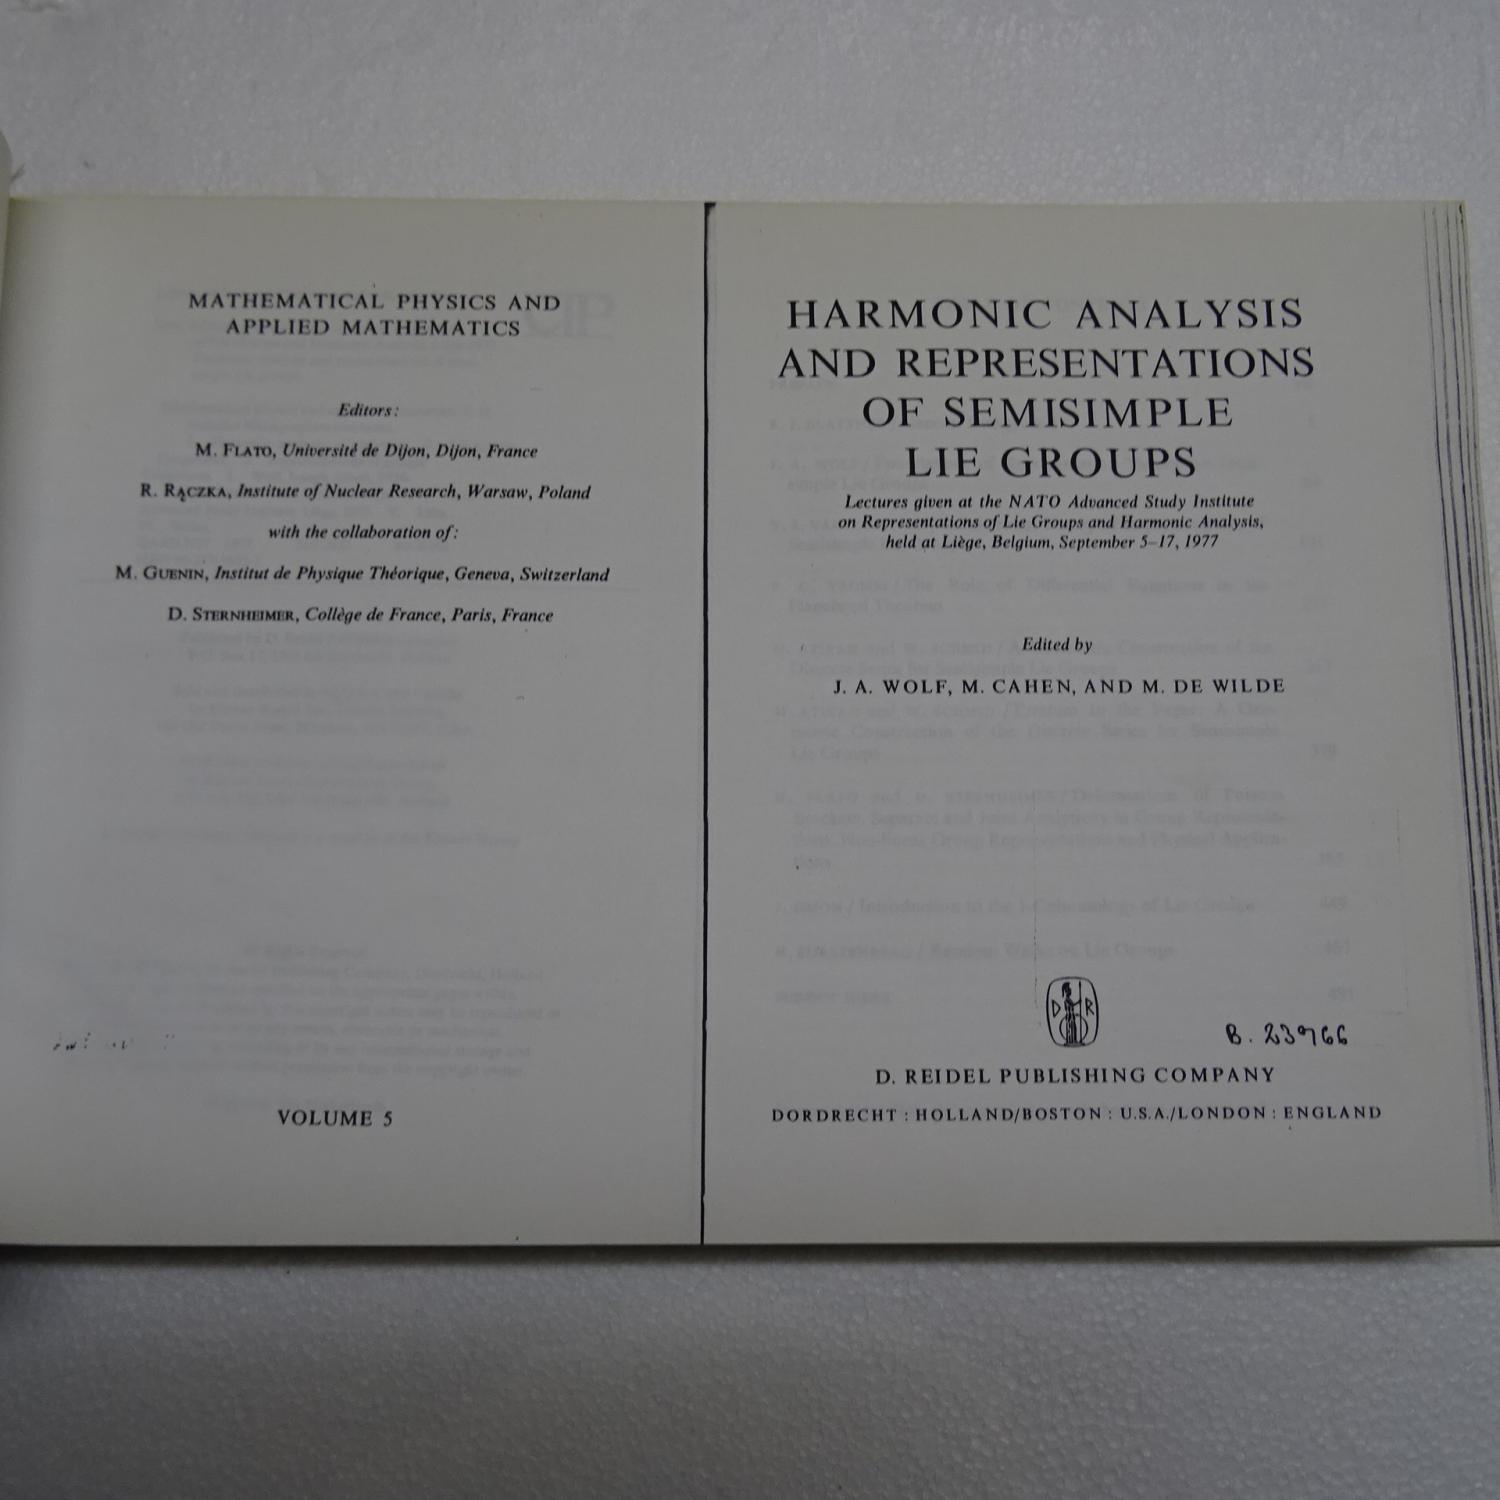 MATHEMATICAL PHYSICS AND
APPLIED MATHEMATICS
Editors:
M. FLATO, Université de Dijon, Dijon, France
R. RĄCZKA, Institute of Nuclear Research, Warsaw, Poland
with the collaboration of:
M. GUENIN, Institut de Physique Théorique, Geneva, Switzerland
D. STERNHEIMER, Collège de France, Paris, France
VOLUME 5
HARMONIC ANALYSIS
AND REPRESENTATIONS
OF SEMISIMPLE
LIE GROUPS
Lectures given at the NATO Advanced Study Institute
on Representations of Lie Groups and Harmonic Analysis,
held at Liège, Belgium, September 5–17, 1977
Edited by
J. A. WOLF, M. CAHEN, AND M. DE WILDE
D R
B. 23966
D. REIDEL PUBLISHING COMPANY
DORDRECHT : HOLLAND/BOSTON : U.S.A./LONDON : ENGLAND